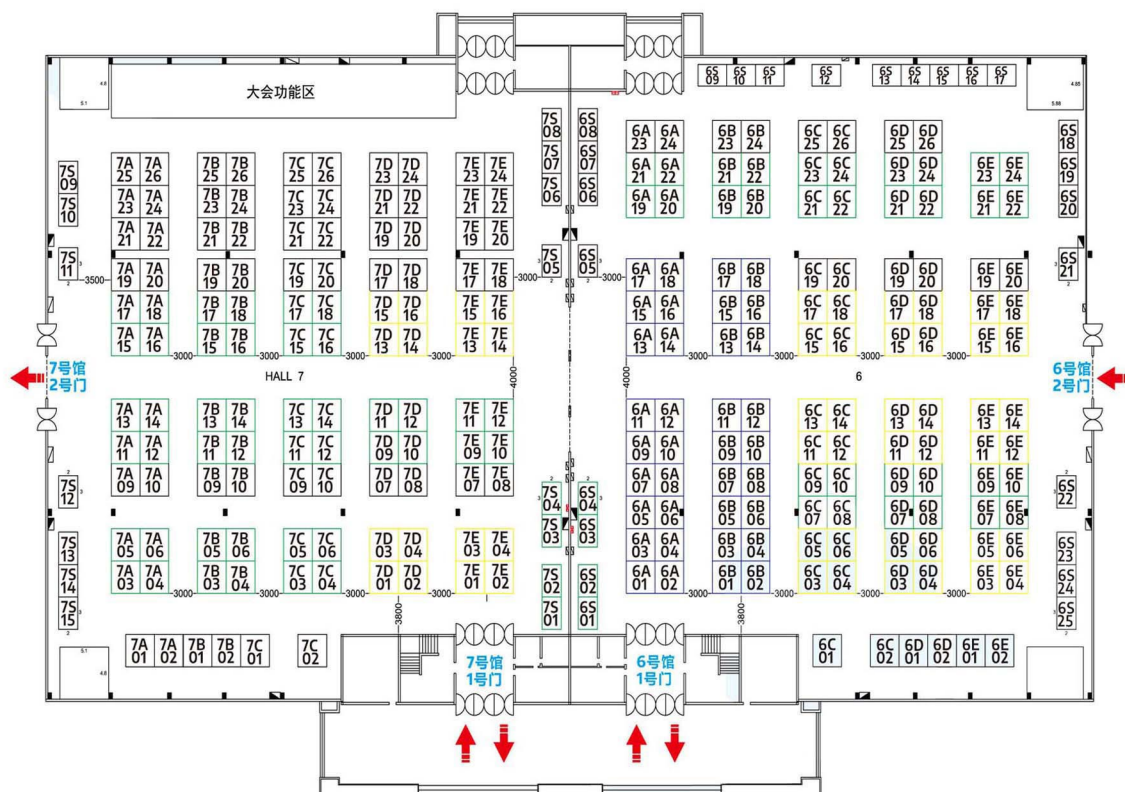 大会功能区
6S 09 6S 10 6S 11 6S 12 6S 13 6S 14 6S 15 6S 16 6S 17
4.8 5.1
4.85 5.88
7S 08 6S 08
7S 07 6S 07
7S 06 6S 06
7S 05 6S 05
7S 09
7S 10
7S 11
7A 25 7A 26 7B 25 7B 26 7C 25 7C 26 7D 23 7D 24 7E 23 7E 24
7A 23 7A 24 7B 23 7B 24 7C 23 7C 24 7D 21 7D 22 7E 21 7E 22
7A 21 7A 22 7B 21 7B 22 7C 21 7C 22 7D 19 7D 20 7E 19 7E 20
6A 23 6A 24 6B 23 6B 24 6C 25 6C 26 6D 25 6D 26
6A 21 6A 22 6B 21 6B 22 6C 23 6C 24 6D 23 6D 24 6E 23 6E 24
6A 19 6A 20 6B 19 6B 20 6C 21 6C 22 6D 21 6D 22 6E 21 6E 22
6S 18
6S 19
6S 20
6S 21
3500 3000 3000
7A 19 7A 20 7B 19 7B 20 7C 19 7C 20 7D 17 7D 18 7E 17 7E 18
7A 17 7A 18 7B 17 7B 18 7C 17 7C 18 7D 15 7D 16 7E 15 7E 16
7A 15 7A 16 7B 15 7B 16 7C 15 7C 16 7D 13 7D 14 7E 13 7E 14
6A 17 6A 18 6B 17 6B 18 6C 19 6C 20 6D 19 6D 20 6E 19 6E 20
6A 15 6A 16 6B 15 6B 16 6C 17 6C 18 6D 17 6D 18 6E 17 6E 18
6A 13 6A 14 6B 13 6B 14 6C 15 6C 16 6D 15 6D 16 6E 15 6E 16
3000 3000 3000 3000 3000 3000 3000 3000
7号馆
2号门
HALL 7
4000 4000
6
6号馆
2号门
7A 13 7A 14 7B 13 7B 14 7C 13 7C 14 7D 11 7D 12 7E 11 7E 12
7A 11 7A 12 7B 11 7B 12 7C 11 7C 12 7D 09 7D 10 7E 09 7E 10
7A 09 7A 10 7B 09 7B 10 7C 09 7C 10 7D 07 7D 08 7E 07 7E 08
6A 11 6A 12 6B 11 6B 12 6C 13 6C 14 6D 13 6D 14 6E 13 6E 14
6A 09 6A 10 6B 09 6B 09 6C 11 6C 12 6D 11 6D 12 6E 11 6E 12
6A 07 6A 08 6B 07 6B 08 6C 09 6C 10 6D 09 6D 10 6E 09 6E 10
6A 05 6A 06 6B 05 6B 06 6C 07 6C 08 6D 07 6D 08 6E 07 6E 08
7S 12
7S 04 6S 04
7S 03 6S 03
6S 22
7S 13
7S 14
7S 15
7A 05 7A 06 7B 05 7B 06 7C 05 7C 06 7D 03 7D 04 7E 03 7E 04
7A 03 7A 04 7B 03 7B 04 7C 03 7C 04 7D 01 7D 02 7E 01 7E 02
6A 03 6A 04 6B 03 6B 04 6C 05 6C 06 6D 05 6D 06 6E 05 6E 06
6A 01 6A 02 6B 01 6B 02 6C 03 6C 04 6D 03 6D 04 6E 03 6E 04
7S 02 6S 02
7S 01 6S 01
6S 23
6S 24
6S 25
3000 3000 3000 3000 3000 3000 3000 3000
3800 3800
7A 01 7A 02 7B 01 7B 02 7C 01 7C 02
6C 01 6C 02 6D 01 6D 02 6E 01 6E 02
5.1 4.8
7号馆
1号门
6号馆
1号门